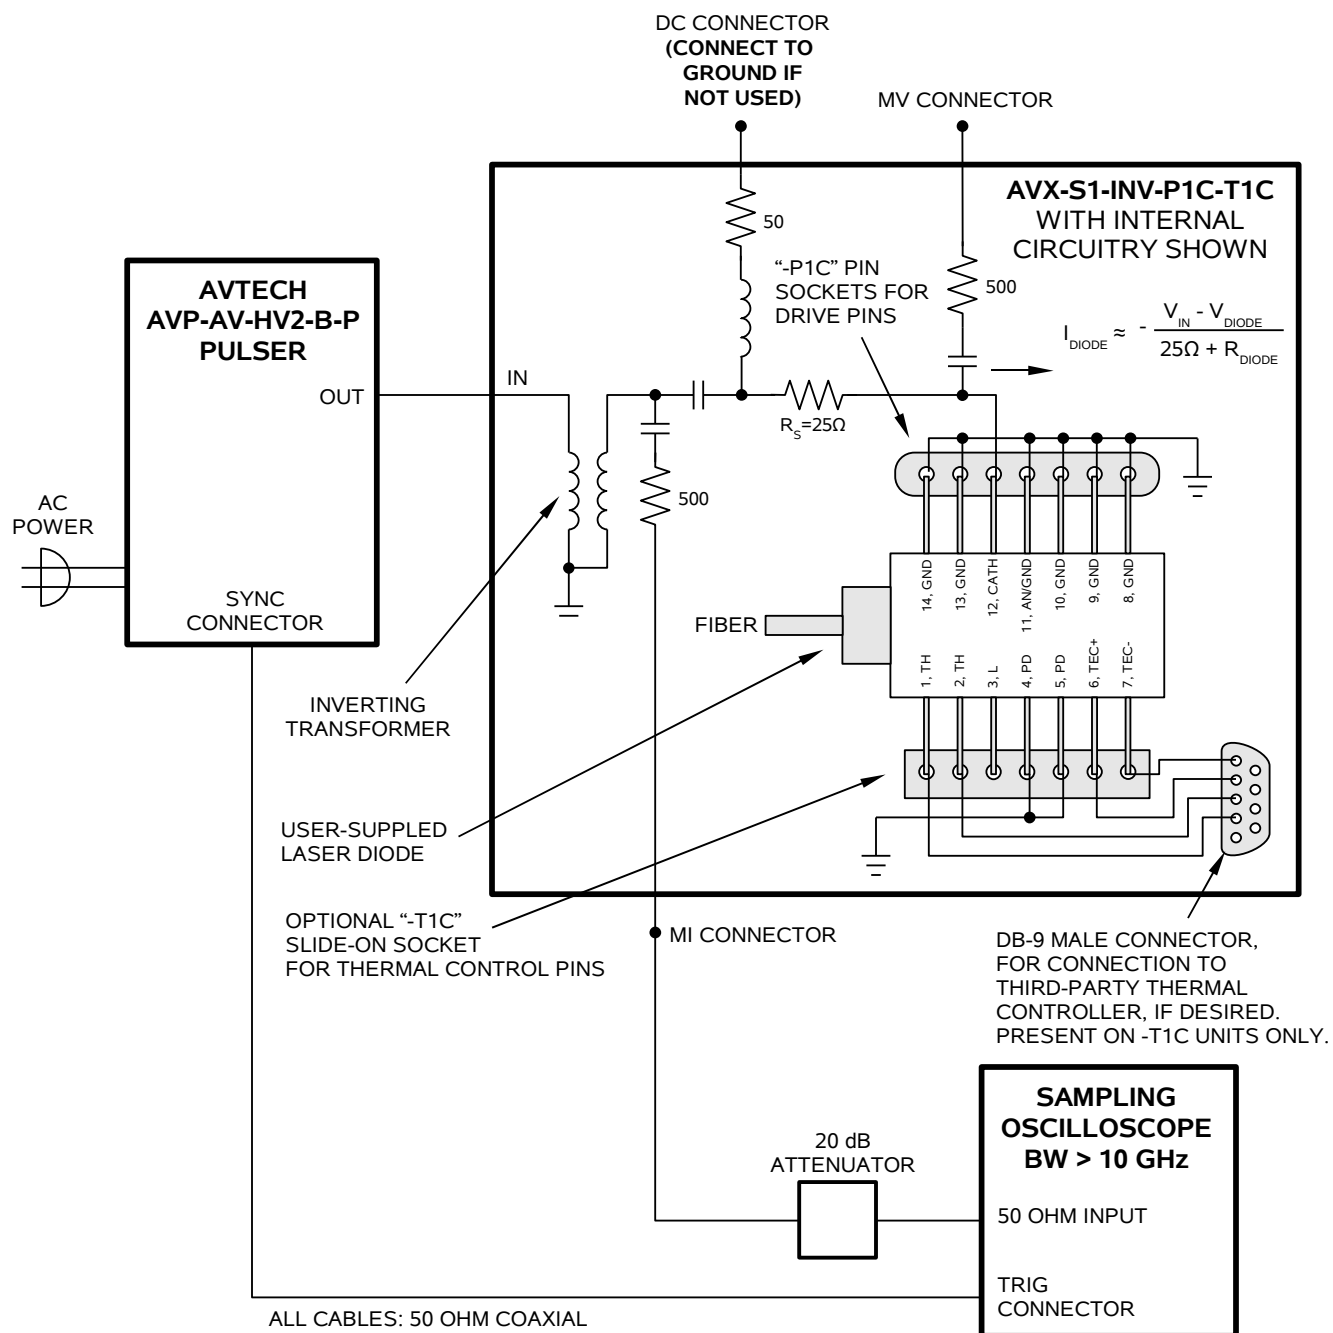 DC CONNECTOR
(CONNECT TO
GROUND IF
NOT USED)
MV CONNECTOR
AVX-S1-INV-P1C-T1C
WITH INTERNAL
CIRCUITRY SHOWN
50
500
"-P1C" PIN
SOCKETS FOR
DRIVE PINS
I_DIODE ≈ - (V_IN - V_DIODE) / (25Ω + R_DIODE)
AVTECH
AVP-AV-HV2-B-P
PULSER
OUT
IN
R_S=25Ω
500
AC
POWER
SYNC
CONNECTOR
14, GND
13, GND
12, CATH
11, AN/GND
10, GND
9, GND
8, GND
FIBER
1, TH
2, TH
3, L
4, PD
5, PD
6, TEC+
7, TEC-
INVERTING
TRANSFORMER
USER-SUPPLED
LASER DIODE
OPTIONAL "-T1C"
SLIDE-ON SOCKET
FOR THERMAL CONTROL PINS
MI CONNECTOR
DB-9 MALE CONNECTOR,
FOR CONNECTION TO
THIRD-PARTY THERMAL
CONTROLLER, IF DESIRED.
PRESENT ON -T1C UNITS ONLY.
SAMPLING
OSCILLOSCOPE
BW > 10 GHz
20 dB
ATTENUATOR
50 OHM INPUT
TRIG
CONNECTOR
ALL CABLES: 50 OHM COAXIAL